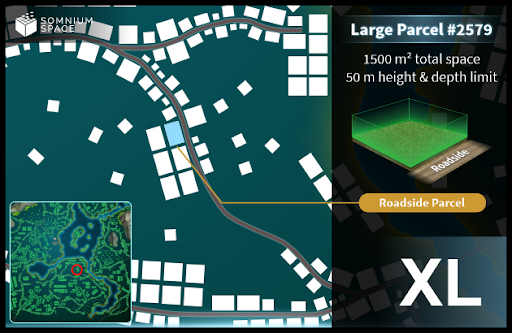 SOMNIUM
SPACE
Large Parcel #2579
1500 m² total space
50 m height & depth limit
Roadside
Roadside Parcel
XL